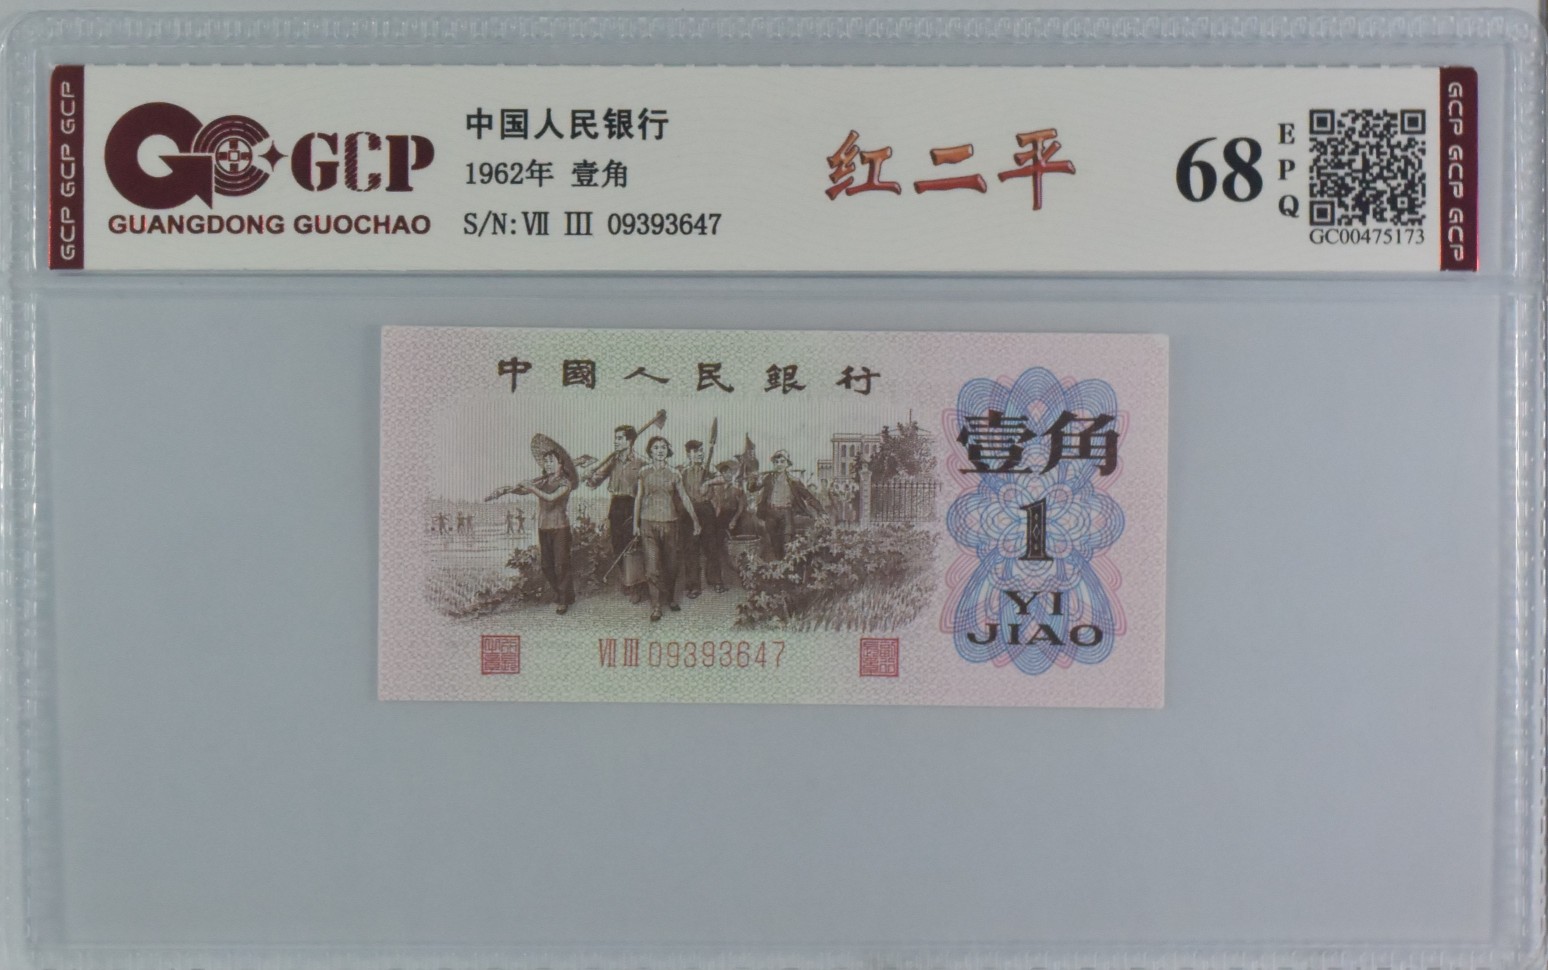 GCP GCP GCP
GCP
GUANGDONG GUOCHAO
中国人民银行
1962年 壹角
S/N: Ⅶ Ⅲ 09393647
红二平
68
EPQ
GC00475173
GCP GCP GCP
中國人民銀行
壹角
1
YI
JIAO
Ⅶ Ⅲ 09393647